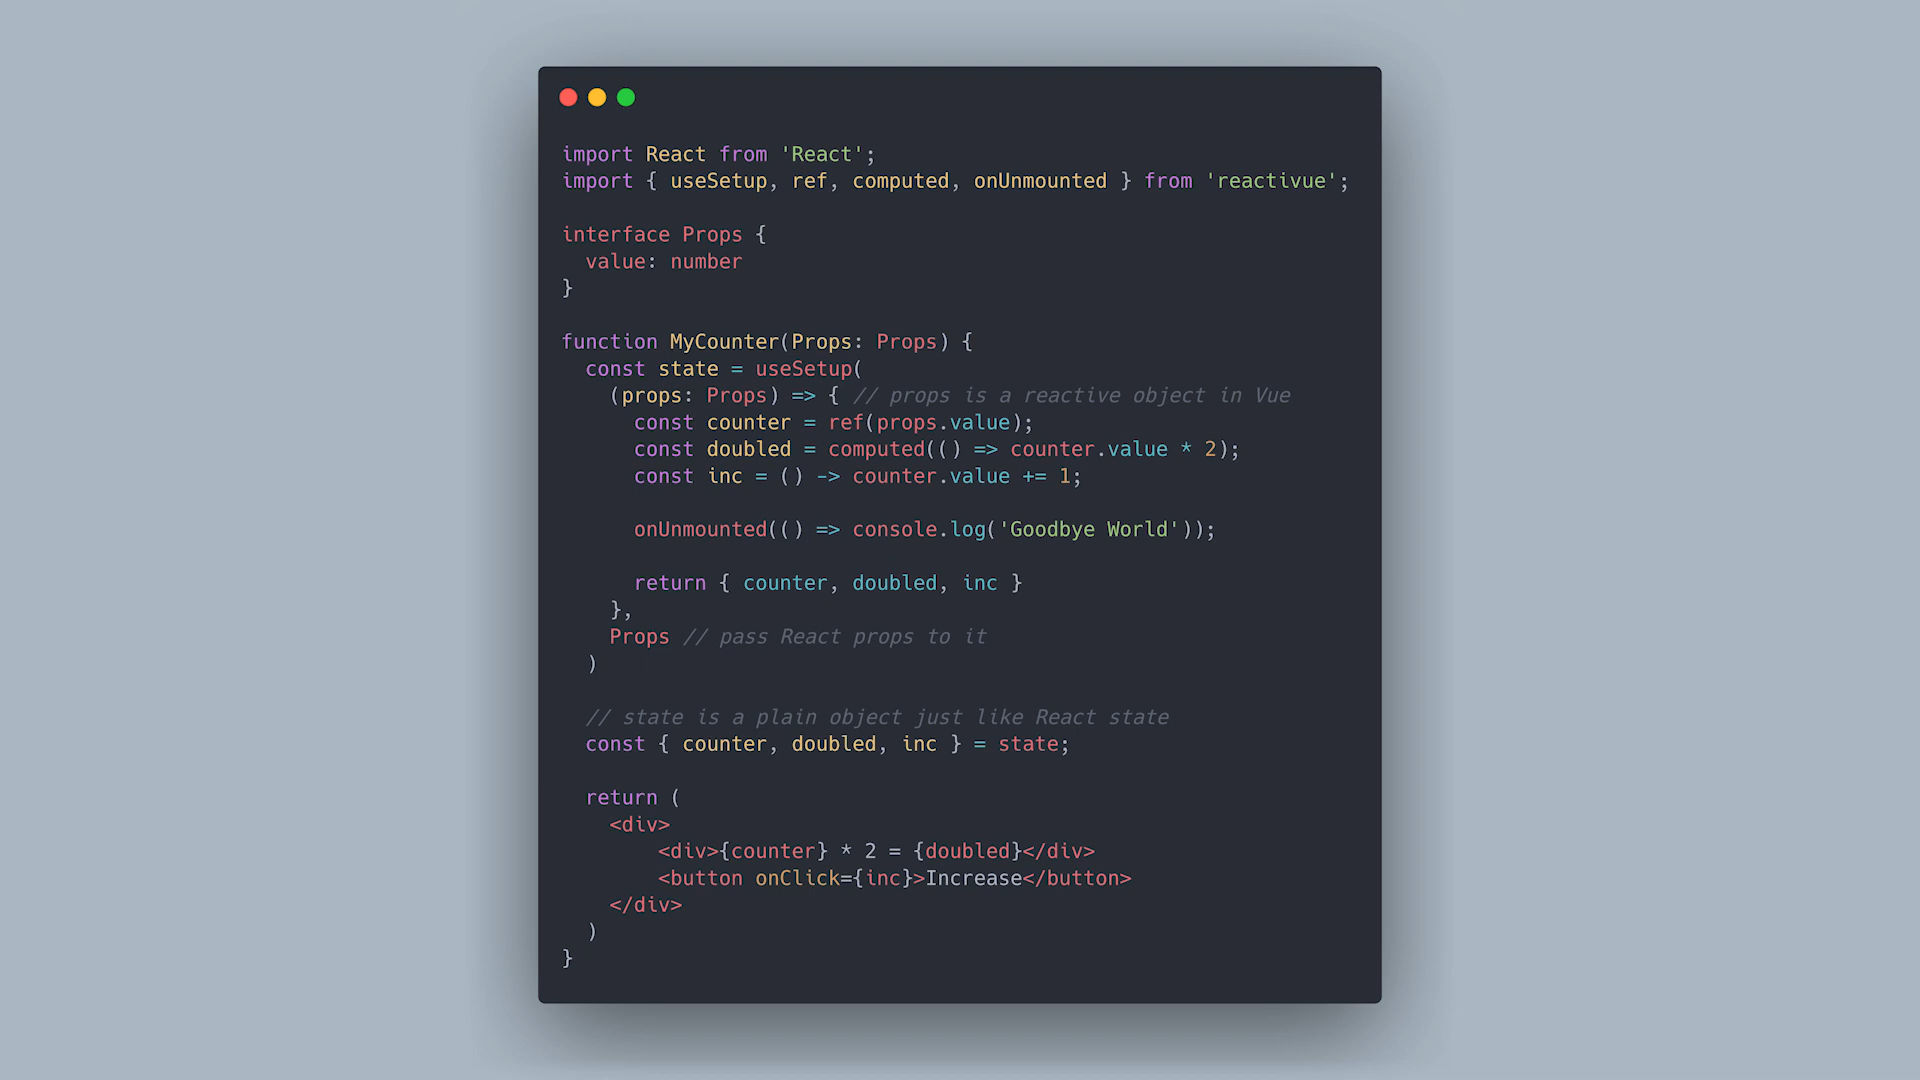 import React from 'React';
import { useSetup, ref, computed, onUnmounted } from 'reactivue';

interface Props {
  value: number
}

function MyCounter(Props: Props) {
  const state = useSetup(
    (props: Props) => { // props is a reactive object in Vue
      const counter = ref(props.value);
      const doubled = computed(() => counter.value * 2);
      const inc = () -> counter.value += 1;

      onUnmounted(() => console.log('Goodbye World'));

      return { counter, doubled, inc }
    },
    Props // pass React props to it
  )

  // state is a plain object just like React state
  const { counter, doubled, inc } = state;

  return (
    <div>
        <div>{counter} * 2 = {doubled}</div>
        <button onClick={inc}>Increase</button>
    </div>
  )
}